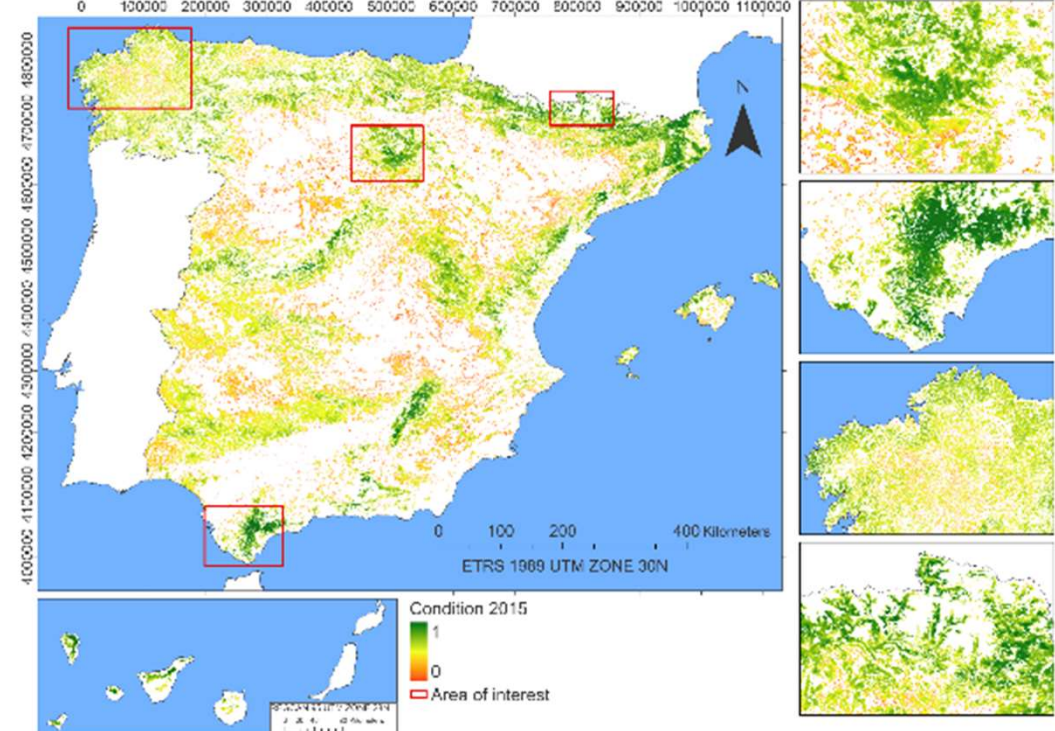 0 100000 200000 300000 400000 500000 600000 700000 800000 900000 1000000 1100000
4800000
4700000
4600000
4500000
4400000
4300000
4200000
4100000
4000000
N
0 100 200 400 Kilometers
ETRS 1989 UTM ZONE 30N
Condition 2015
1
0
Area of interest